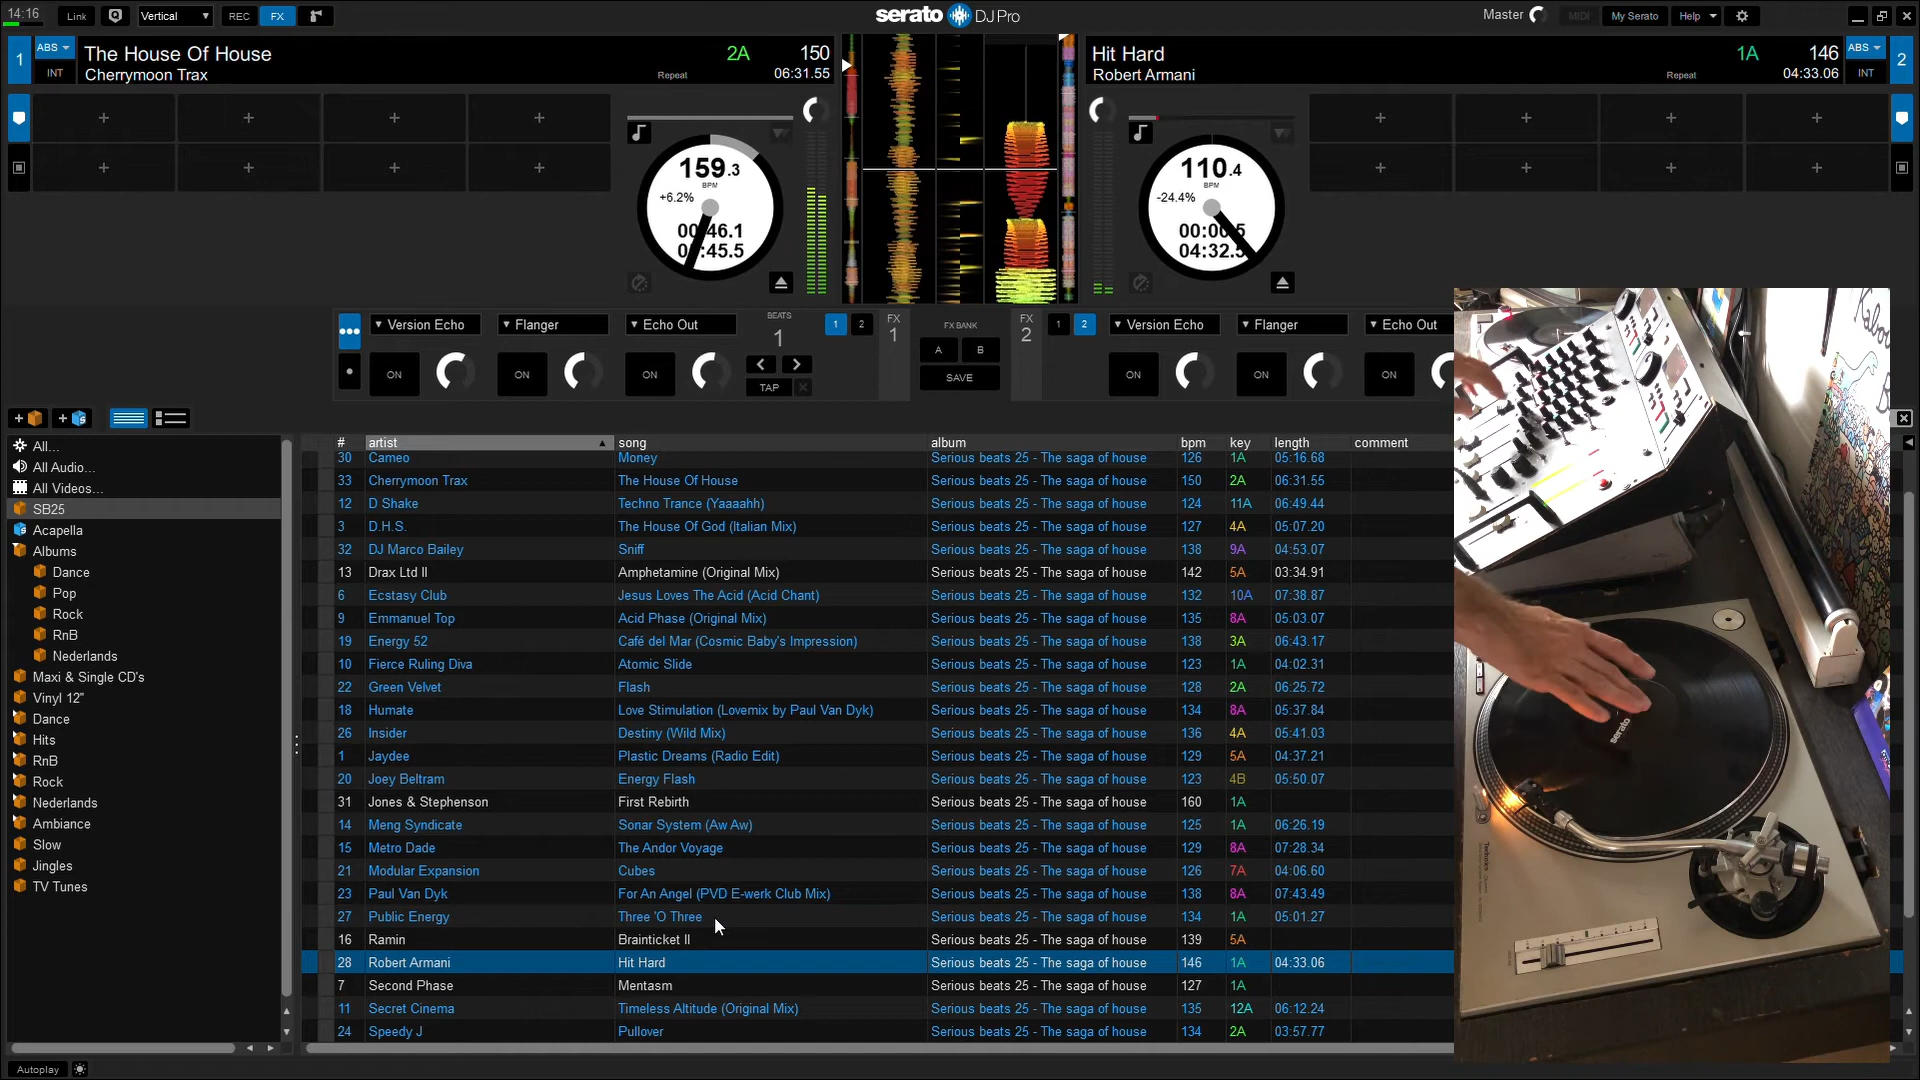 14:16 Link Vertical REC FX serato DJ Pro Master MIDI My Serato Help
1 ABS INT The House Of House 2A 150
Cherrymoon Trax Repeat 06:31.55
Hit Hard 1A 146 ABS INT 2
Robert Armani Repeat 04:33.06
159.3
BPM
+6.2%
110.4
BPM
-24.4%
04:32.5
Version Echo Flanger Echo Out BEATS 1 1 2 FX 1 FX BANK FX 2 1 2 Version Echo Flanger Echo Out
ON ON ON A B ON ON ON
TAP SAVE
# artist song album bpm key length comment
30 Cameo Money Serious beats 25 - The saga of house 126 1A 05:16.68
33 Cherrymoon Trax The House Of House Serious beats 25 - The saga of house 150 2A 06:31.55
12 D Shake Techno Trance (Yaaaahh) Serious beats 25 - The saga of house 124 11A 06:49.44
3 D.H.S. The House Of God (Italian Mix) Serious beats 25 - The saga of house 127 4A 05:07.20
32 DJ Marco Bailey Sniff Serious beats 25 - The saga of house 138 9A 04:53.07
13 Drax Ltd II Amphetamine (Original Mix) Serious beats 25 - The saga of house 142 5A 03:34.91
6 Ecstasy Club Jesus Loves The Acid (Acid Chant) Serious beats 25 - The saga of house 132 10A 07:38.87
9 Emmanuel Top Acid Phase (Original Mix) Serious beats 25 - The saga of house 135 8A 05:03.07
19 Energy 52 Café del Mar (Cosmic Baby's Impression) Serious beats 25 - The saga of house 138 3A 06:43.17
10 Fierce Ruling Diva Atomic Slide Serious beats 25 - The saga of house 123 1A 04:02.31
22 Green Velvet Flash Serious beats 25 - The saga of house 128 2A 06:25.72
18 Humate Love Stimulation (Lovemix by Paul Van Dyk) Serious beats 25 - The saga of house 134 8A 05:37.84
26 Insider Destiny (Wild Mix) Serious beats 25 - The saga of house 136 4A 05:41.03
1 Jaydee Plastic Dreams (Radio Edit) Serious beats 25 - The saga of house 129 5A 04:37.21
20 Joey Beltram Energy Flash Serious beats 25 - The saga of house 123 4B 05:50.07
31 Jones & Stephenson First Rebirth Serious beats 25 - The saga of house 160 1A
14 Meng Syndicate Sonar System (Aw Aw) Serious beats 25 - The saga of house 125 1A 06:26.19
15 Metro Dade The Andor Voyage Serious beats 25 - The saga of house 129 8A 07:28.34
21 Modular Expansion Cubes Serious beats 25 - The saga of house 126 7A 04:06.60
23 Paul Van Dyk For An Angel (PVD E-werk Club Mix) Serious beats 25 - The saga of house 138 8A 07:43.49
27 Public Energy Three 'O Three Serious beats 25 - The saga of house 134 1A 05:01.27
16 Ramin Brainticket II Serious beats 25 - The saga of house 139 5A
28 Robert Armani Hit Hard Serious beats 25 - The saga of house 146 1A 04:33.06
7 Second Phase Mentasm Serious beats 25 - The saga of house 127 1A
11 Secret Cinema Timeless Altitude (Original Mix) Serious beats 25 - The saga of house 135 12A 06:12.24
24 Speedy J Pullover Serious beats 25 - The saga of house 134 2A 03:57.77
All...
All Audio...
All Videos...
SB25
Acapella
Albums
Dance
Pop
Rock
RnB
Nederlands
Maxi & Single CD's
Vinyl 12"
Dance
Hits
RnB
Rock
Nederlands
Ambiance
Slow
Jingles
TV Tunes
Autoplay
serato
Technics